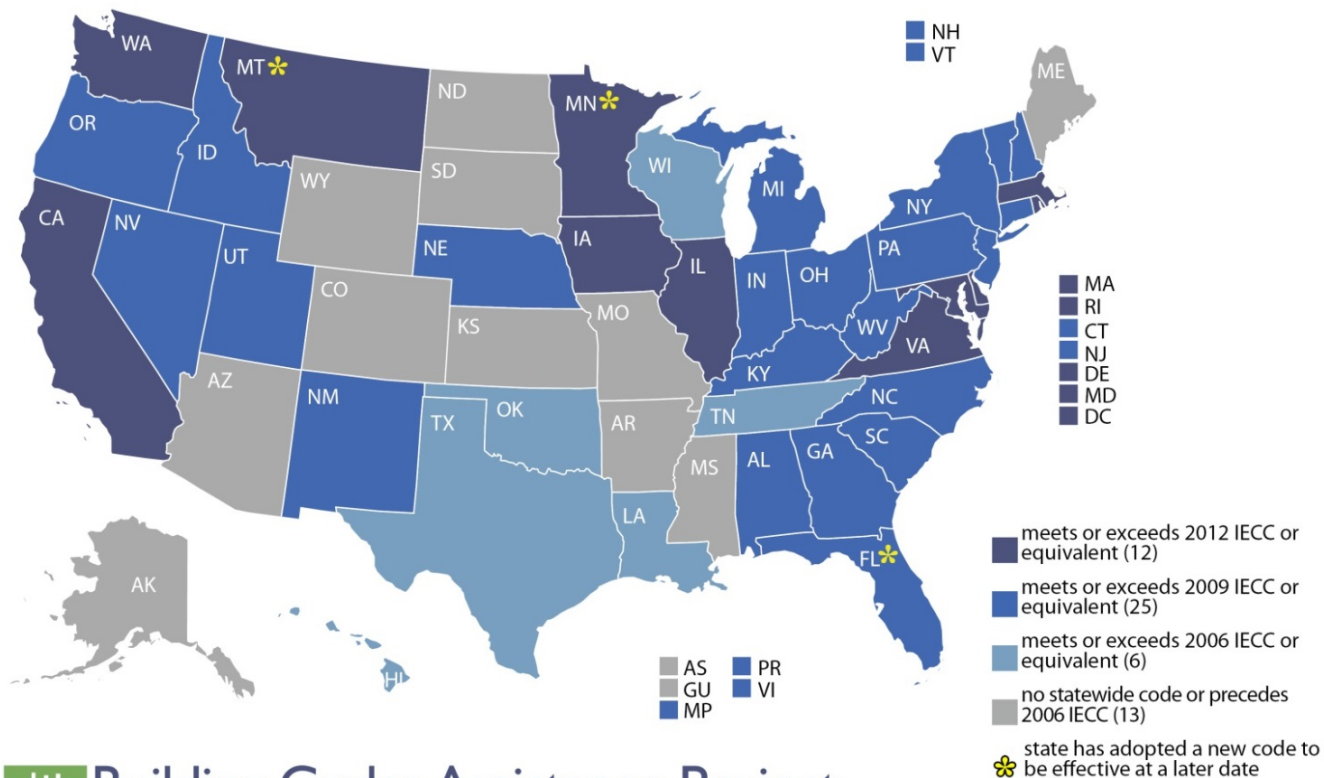 NH
VT
WA
MT*
ND
MN*
ME
OR
ID
WY
SD
WI
MI
NY
CA
NV
UT
NE
IA
IL
IN
OH
PA
CO
KS
MO
WV
VA
KY
MA
RI
CT
NJ
DE
MD
DC
AZ
NM
TX
OK
AR
TN
NC
SC
MS
AL
GA
LA
FL*
AK
HI
AS
GU
MP
PR
VI
meets or exceeds 2012 IECC or
equivalent (12)
meets or exceeds 2009 IECC or
equivalent (25)
meets or exceeds 2006 IECC or
equivalent (6)
no statewide code or precedes
2006 IECC (13)
* state has adopted a new code to
be effective at a later date
Building Codes Assistance Project